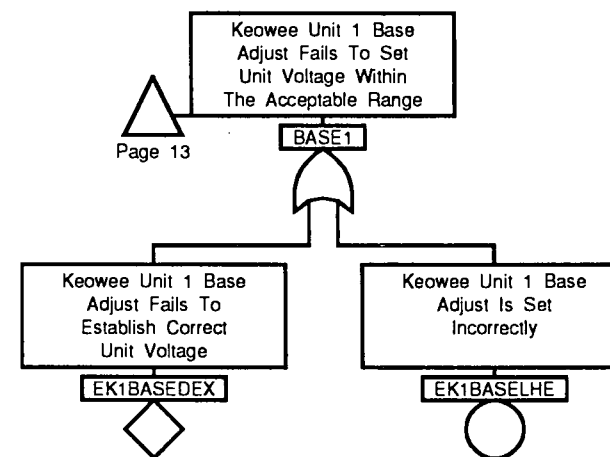 Keowee Unit 1 Base
Adjust Fails To Set
Unit Voltage Within
The Acceptable Range
Page 13
BASE1
Keowee Unit 1 Base
Adjust Fails To
Establish Correct
Unit Voltage
EK1BASEDEX
Keowee Unit 1 Base
Adjust Is Set
Incorrectly
EK1BASELHE